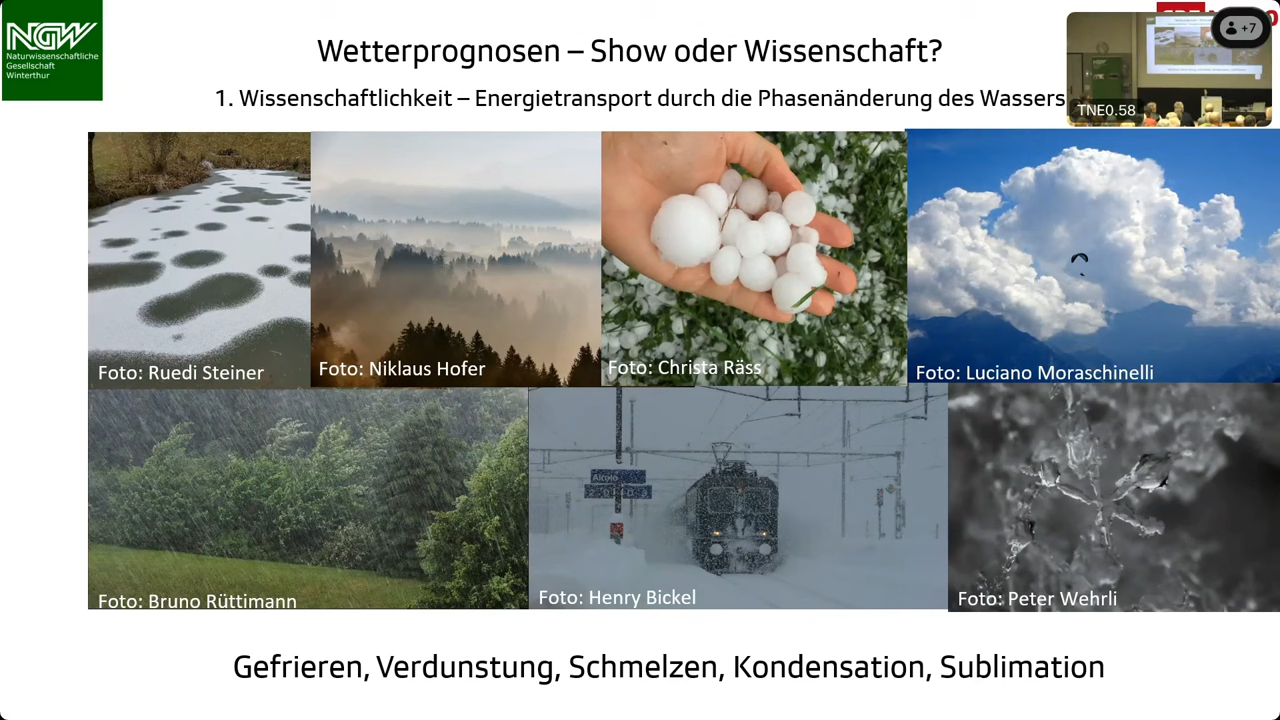 NGW
Naturwissenschaftliche
Gesellschaft
Winterthur
Wetterprognosen – Show oder Wissenschaft?
+7
1. Wissenschaftlichkeit – Energietransport durch die Phasenänderung des Wassers
TNE0.58
Foto: Ruedi Steiner
Foto: Niklaus Hofer
Foto: Christa Räss
Foto: Luciano Moraschinelli
Airolo
Foto: Bruno Rüttimann
Foto: Henry Bickel
Foto: Peter Wehrli
Gefrieren, Verdunstung, Schmelzen, Kondensation, Sublimation